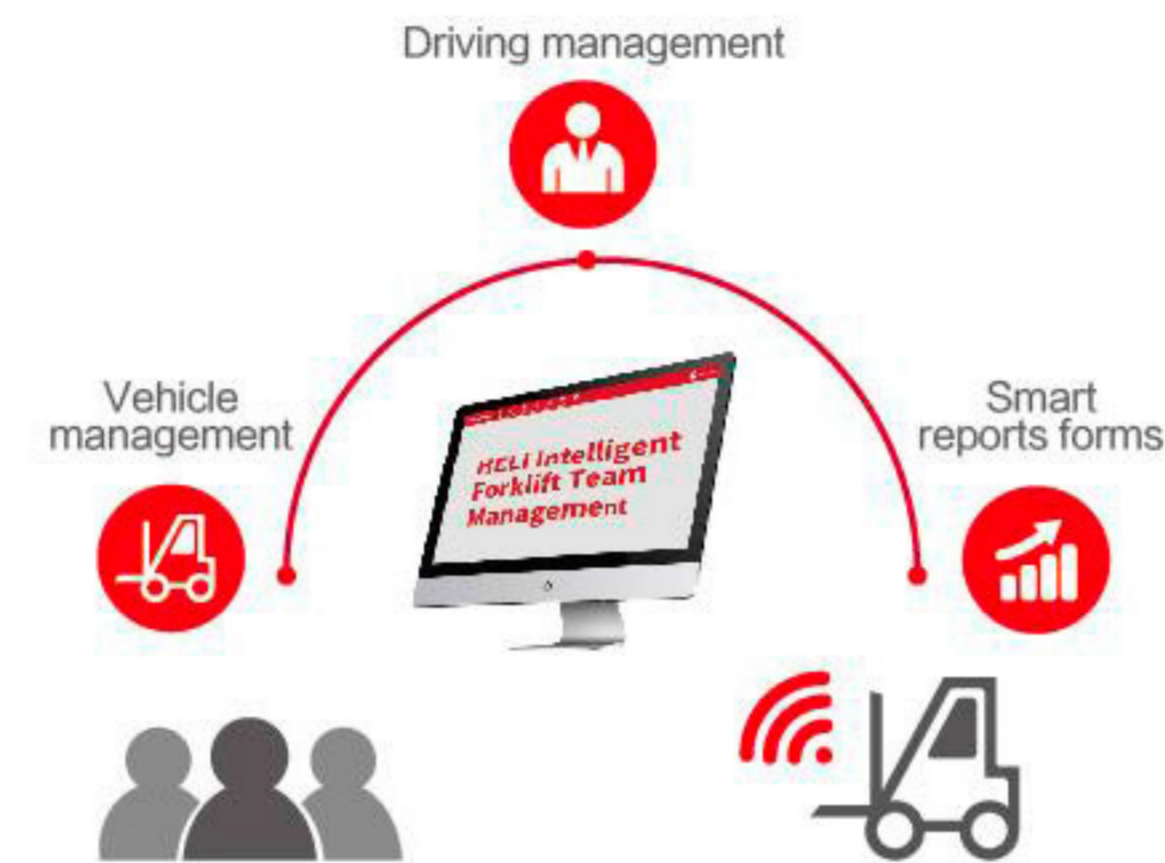 Driving management
Vehicle
management
Smart
reports forms
HELI Intelligent
Forklift Team
Management